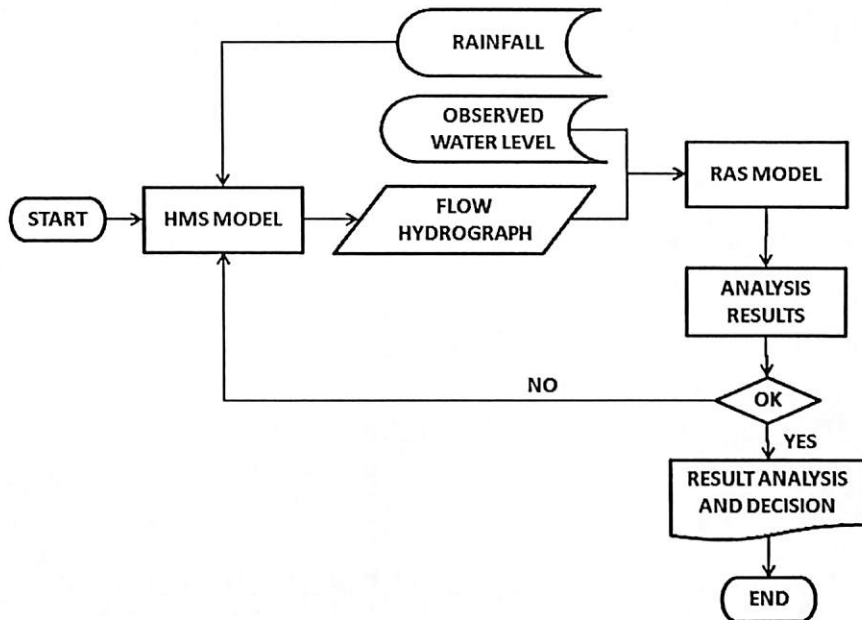 RAINFALL
OBSERVED
WATER LEVEL
START
HMS MODEL
FLOW
HYDROGRAPH
RAS MODEL
ANALYSIS
RESULTS
NO
OK
YES
RESULT ANALYSIS
AND DECISION
END